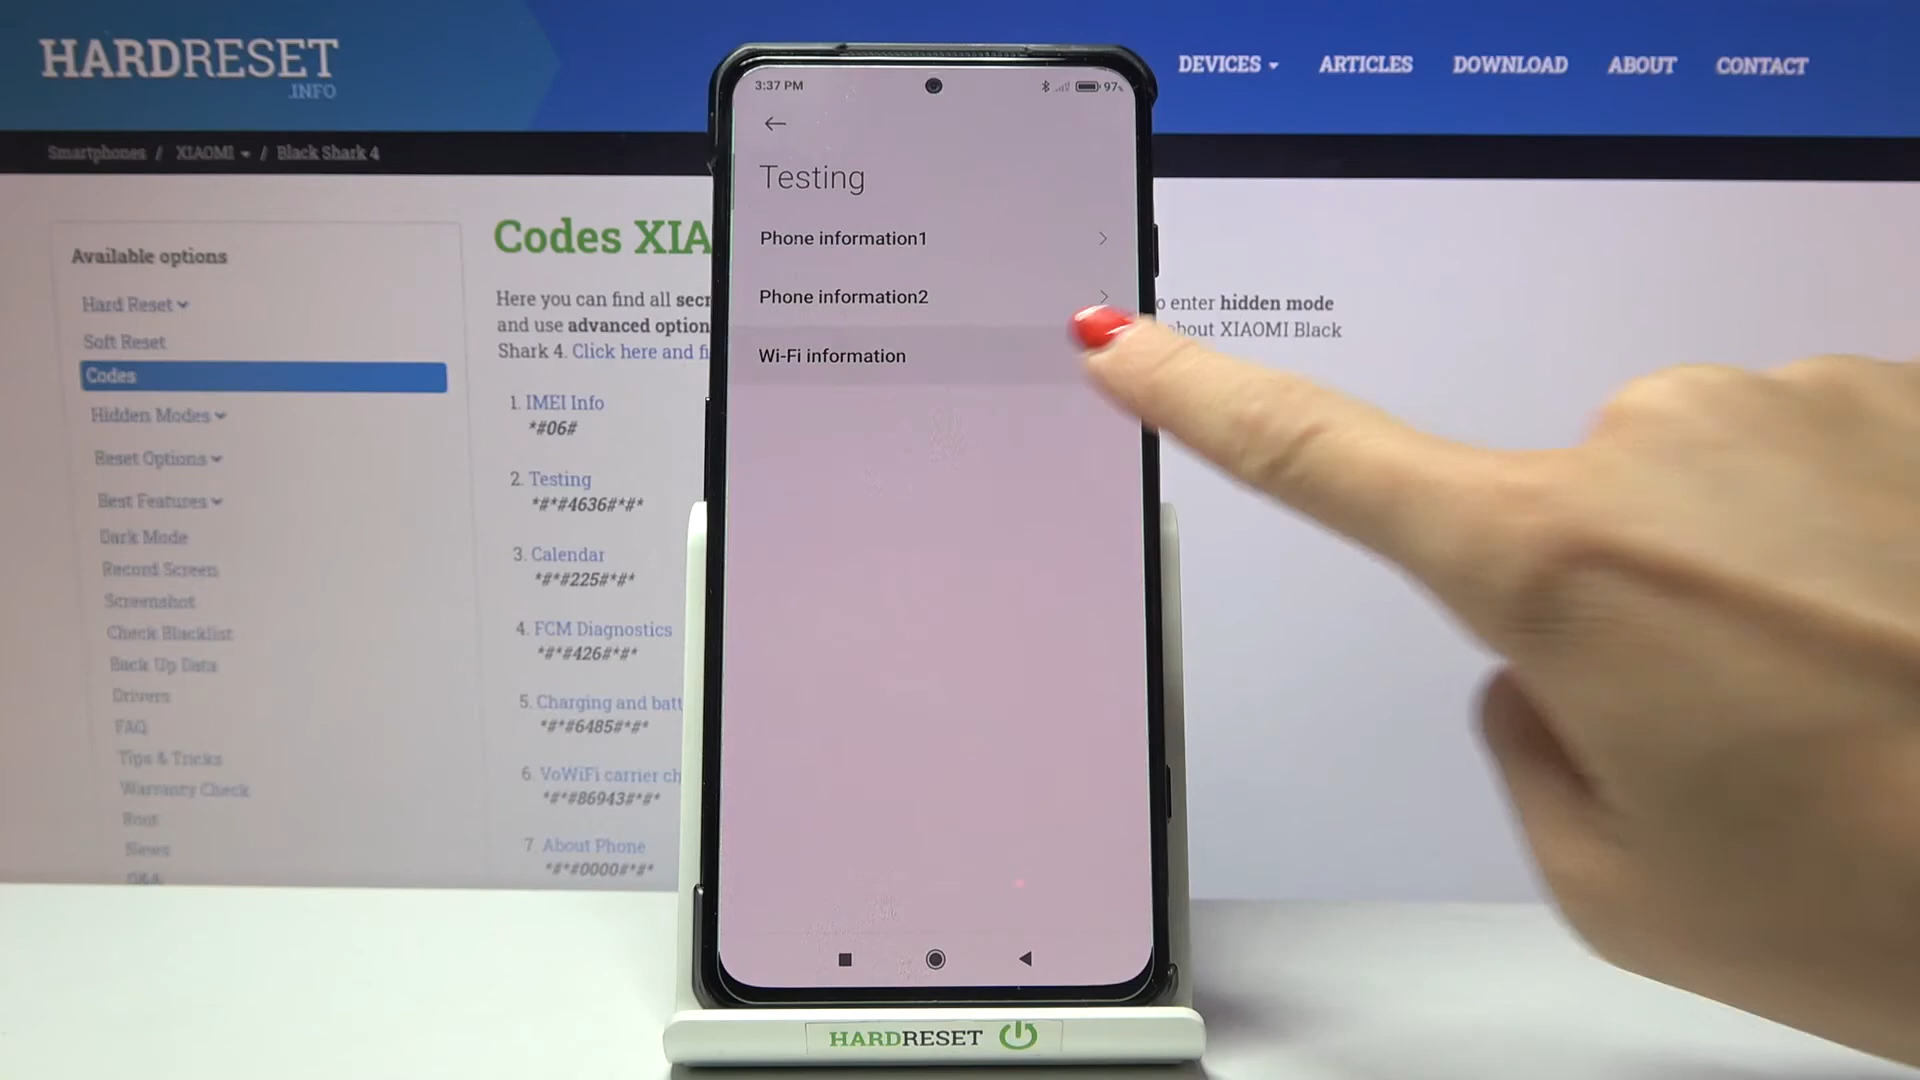 HARDRESET
.INFO
DEVICES
ARTICLES
DOWNLOAD
ABOUT
CONTACT
Smartphones / XIAOMI / Black Shark 4
Available options
Hard Reset
Soft Reset
Codes
Hidden Modes
Reset Options
Best Features
Dark Mode
Record Screen
Screenshot
Check Blacklist
Back Up Data
Drivers
FAQ
Tips & Tricks
Warranty Check
Root
News
Q&A
Codes XIA
Here you can find all secr
and use advanced option
Shark 4. Click here and fi
o enter hidden mode
about XIAOMI Black
1. IMEI Info
*#06#
2. Testing
*#*#4636#*#*
3. Calendar
*#*#225#*#*
4. FCM Diagnostics
*#*#426#*#*
5. Charging and batt
*#*#6485#*#*
6. VoWiFi carrier ch
*#*#86943#*#*
7. About Phone
*#*#0000#*#*
3:37 PM
97%
Testing
Phone information1
Phone information2
Wi-Fi information
HARDRESET